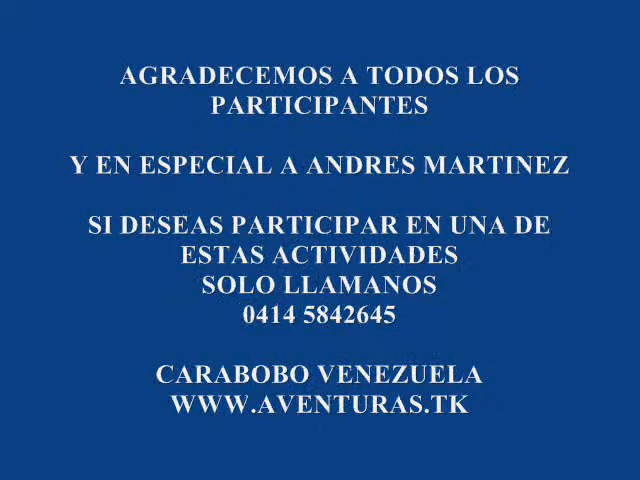 AGRADECEMOS A TODOS LOS
PARTICIPANTES
Y EN ESPECIAL A ANDRES MARTINEZ
SI DESEAS PARTICIPAR EN UNA DE
ESTAS ACTIVIDADES
SOLO LLAMANOS
0414 5842645
CARABOBO VENEZUELA
WWW.AVENTURAS.TK